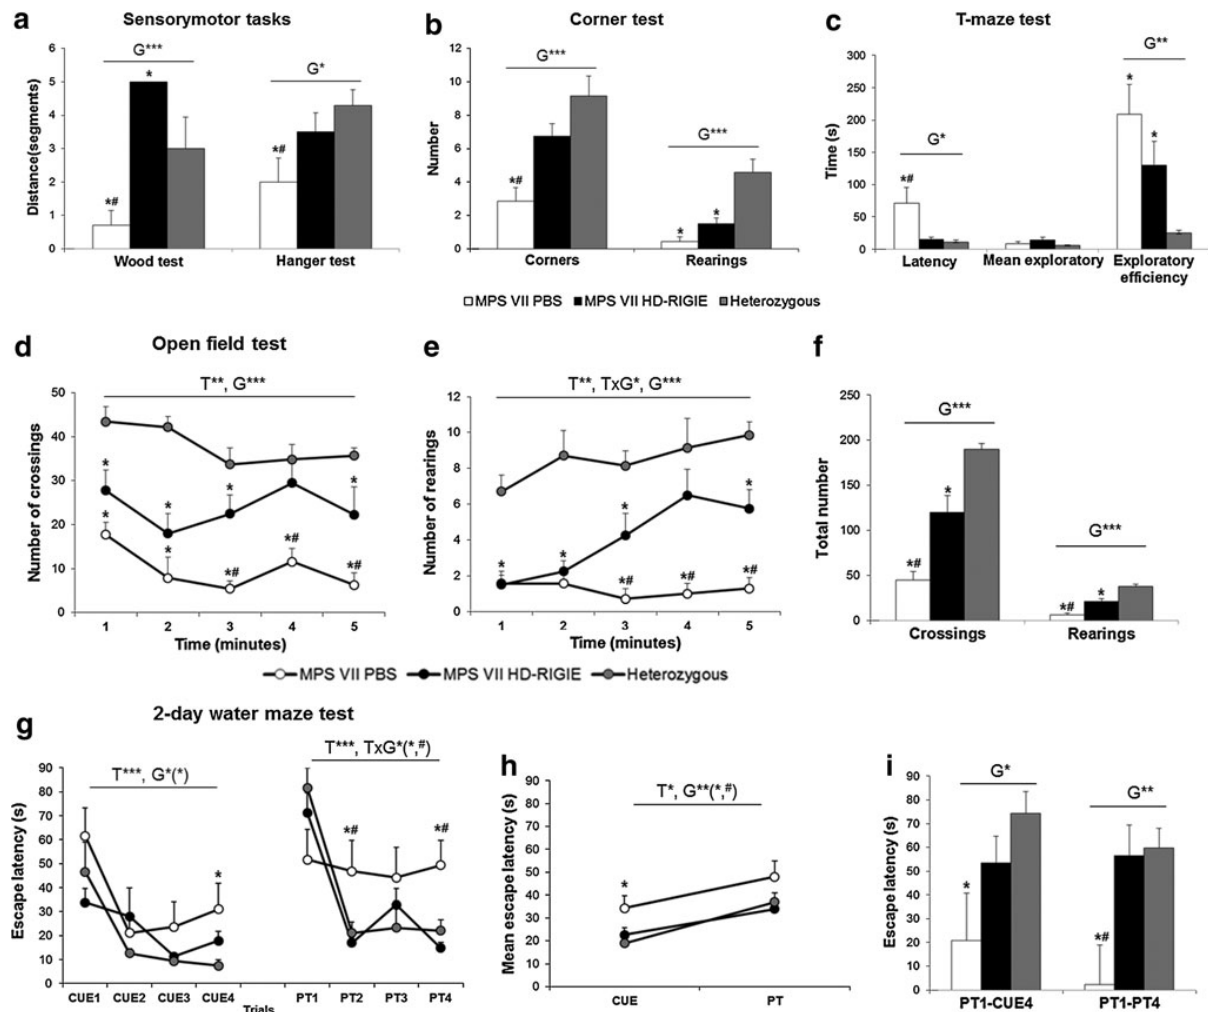 a Sensorymotor tasks
Distance(segments)
6
5
4
3
2
1
0
G***
G*
*#
*
*#
Wood test Hanger test
b Corner test
Number
12
10
8
6
4
2
0
G***
G***
*#
*
*
Corners Rearings
c T-maze test
Time (s)
300
250
200
150
100
50
0
G*
G**
*#
*
*
Latency Mean exploratory Exploratory
efficiency
MPS VII PBS MPS VII HD-RIGIE Heterozygous
d Open field test
Number of crossings
50
40
30
20
10
0
T**, G***
* * * *
* * *# *# *#
1 2 3 4 5
Time (minutes)
e
Number of rearings
12
10
8
6
4
2
0
T**, TxG*, G***
* * * *
*# *# *#
1 2 3 4 5
Time (minutes)
f
Total number
250
200
150
100
50
0
G***
G***
*#
*
*#
*
Crossings Rearings
MPS VII PBS MPS VII HD-RIGIE Heterozygous
2-day water maze test
g
Escape latency (s)
90
80
70
60
50
40
30
20
10
0
T***, G*(*)
T***, TxG*(*,#)
*
*#
*#
CUE1 CUE2 CUE3 CUE4 PT1 PT2 PT3 PT4
Trials
h
Mean escape latency (s)
90
80
70
60
50
40
30
20
10
0
T*, G**(*,#)
*
CUE PT
i
Escape latency (s)
90
80
70
60
50
40
30
20
10
0
G*
G**
*
*#
PT1-CUE4 PT1-PT4